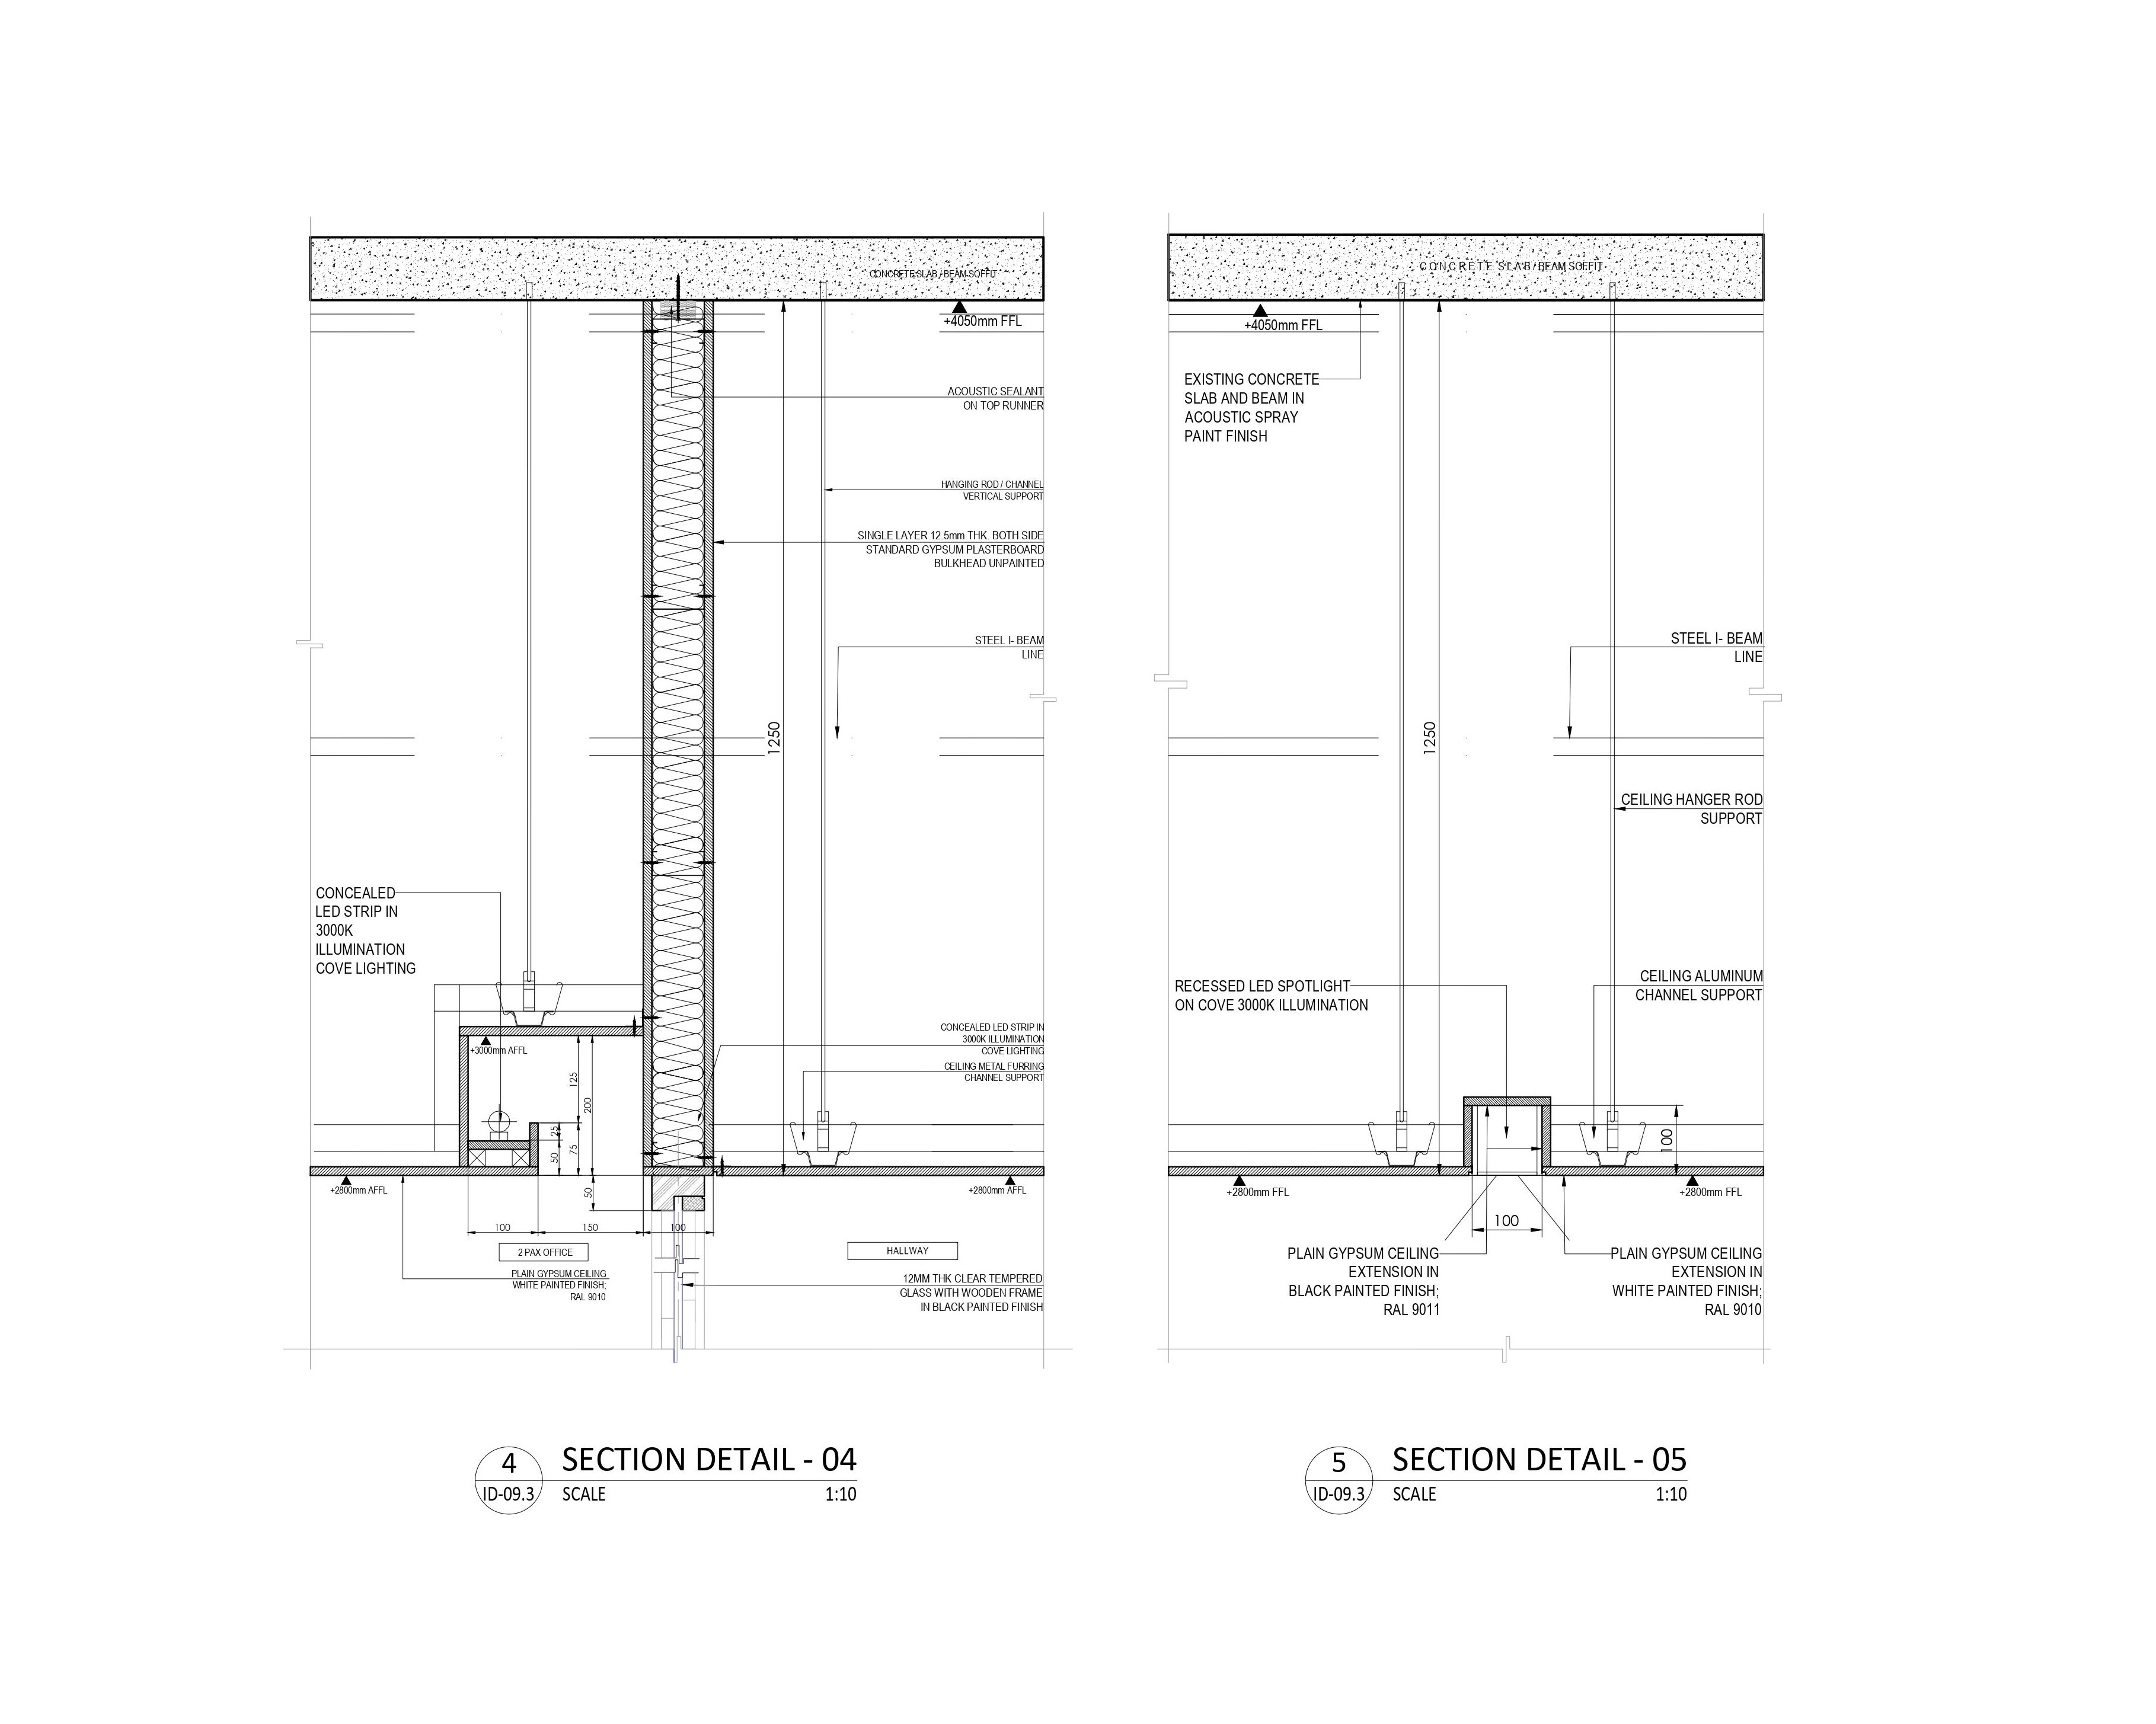 CONCRETE SLAB / BEAM SOFFIT
+4050mm FFL
ACOUSTIC SEALANT
ON TOP RUNNER
HANGING ROD / CHANNEL
VERTICAL SUPPORT
SINGLE LAYER 12.5mm THK. BOTH SIDE
STANDARD GYPSUM PLASTERBOARD
BULKHEAD UNPAINTED
STEEL I- BEAM
LINE
1250
CONCEALED
LED STRIP IN
3000K
ILLUMINATION
COVE LIGHTING
CONCEALED LED STRIP IN
3000K ILLUMINATION
COVE LIGHTING
CEILING METAL FURRING
CHANNEL SUPPORT
+3000mm AFFL
125
200
25
75
50
50
+2800mm AFFL
+2800mm AFFL
100
150
100
2 PAX OFFICE
HALLWAY
PLAIN GYPSUM CEILING
WHITE PAINTED FINISH;
RAL 9010
12MM THK CLEAR TEMPERED
GLASS WITH WOODEN FRAME
IN BLACK PAINTED FINISH
4
ID-09.3
SECTION DETAIL - 04
SCALE
1:10
CONCRETE SLAB / BEAM SOFFIT
+4050mm FFL
EXISTING CONCRETE
SLAB AND BEAM IN
ACOUSTIC SPRAY
PAINT FINISH
STEEL I- BEAM
LINE
1250
CEILING HANGER ROD
SUPPORT
RECESSED LED SPOTLIGHT
ON COVE 3000K ILLUMINATION
CEILING ALUMINUM
CHANNEL SUPPORT
100
+2800mm FFL
+2800mm FFL
100
PLAIN GYPSUM CEILING
EXTENSION IN
BLACK PAINTED FINISH;
RAL 9011
PLAIN GYPSUM CEILING
EXTENSION IN
WHITE PAINTED FINISH;
RAL 9010
5
ID-09.3
SECTION DETAIL - 05
SCALE
1:10